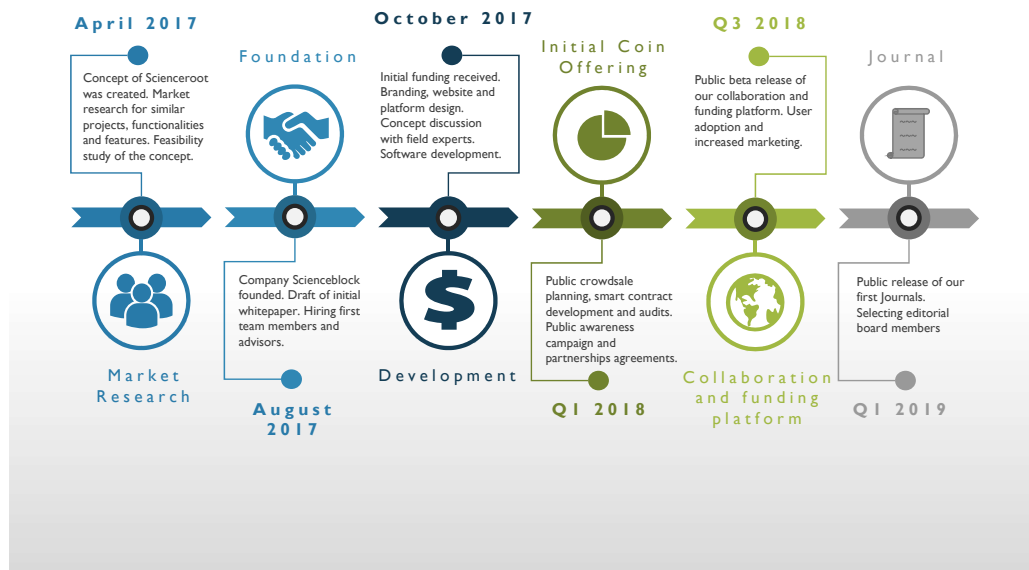 April 2017
Concept of Scienceroot
was created. Market
research for similar
projects, functionalities
and features. Feasibility
study of the concept.
Market
Research
Foundation
Company Scienceblock
founded. Draft of initial
whitepaper. Hiring first
team members and
advisors.
August
2017
October 2017
Initial funding received.
Branding, website and
platform design.
Concept discussion
with field experts.
Software development.
Development
Initial Coin
Offering
Public crowdsale
planning, smart contract
development and audits.
Public awareness
campaign and
partnerships agreements.
Q1 2018
Q3 2018
Public beta release of
our collaboration and
funding platform. User
adoption and
increased marketing.
Collaboration
and funding
platform
Journal
Public release of our
first Journals.
Selecting editorial
board members
Q1 2019